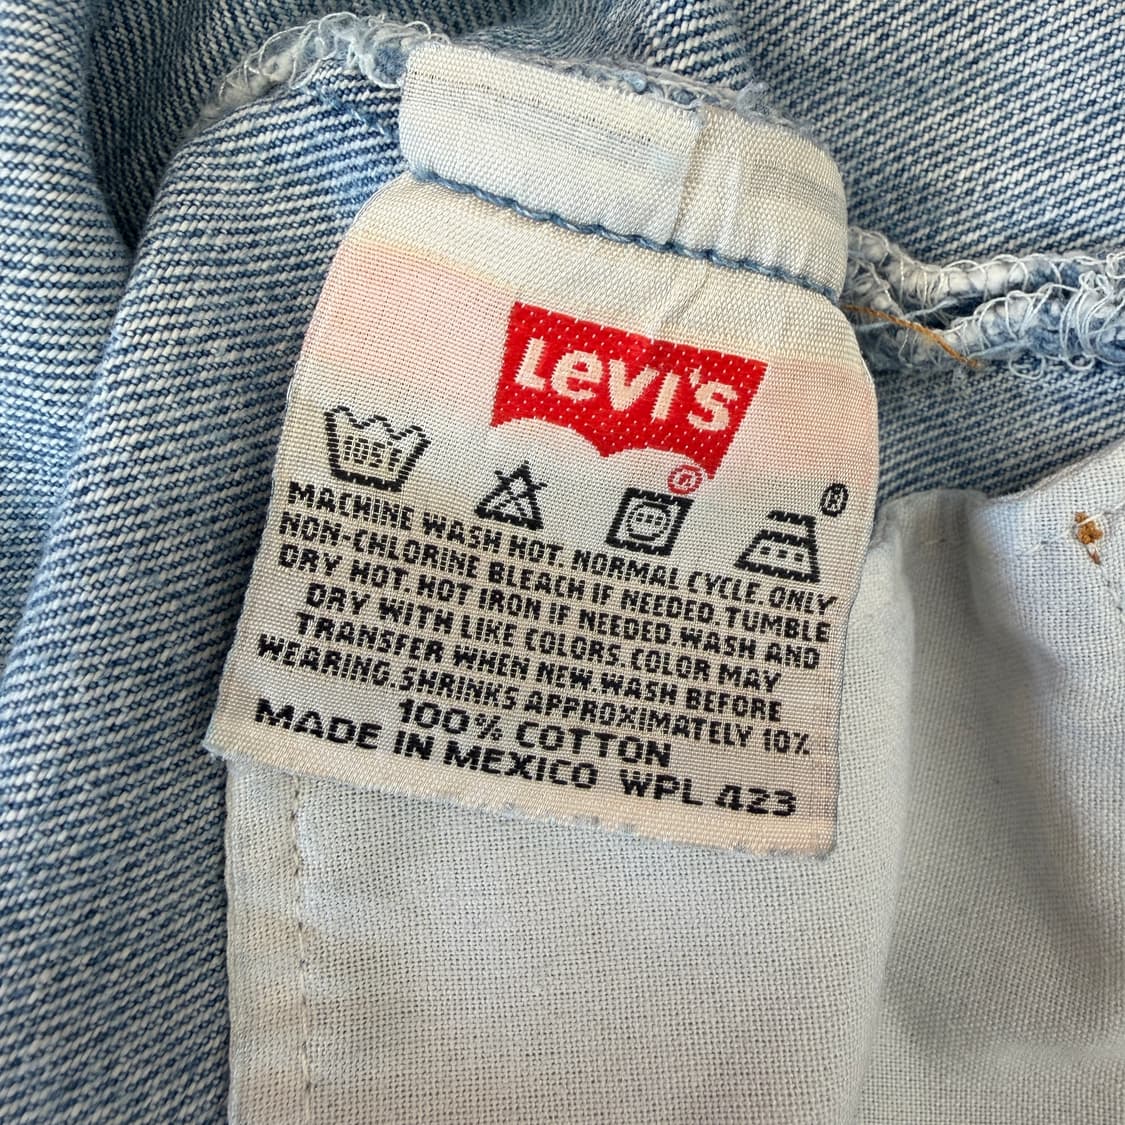 Levi's
®
105F
®
MACHINE WASH HOT. NORMAL CYCLE. ONLY
NON-CHLORINE BLEACH IF NEEDED. TUMBLE
DRY HOT. HOT IRON IF NEEDED WASH AND
DRY WITH LIKE COLORS. COLOR MAY
TRANSFER WHEN NEW. WASH BEFORE
WEARING. SHRINKS APPROXIMATELY 10%
100% COTTON
MADE IN MEXICO WPL 423